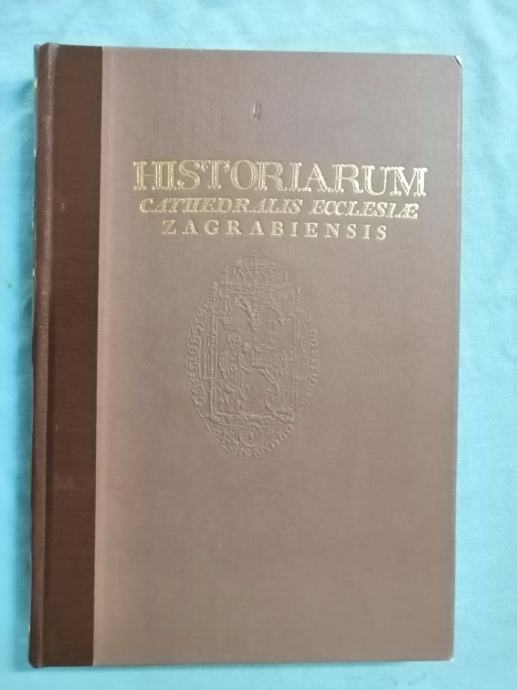 HISTORIARUM
CATHEDRALIS ECCLESIÆ
ZAGRABIENSIS